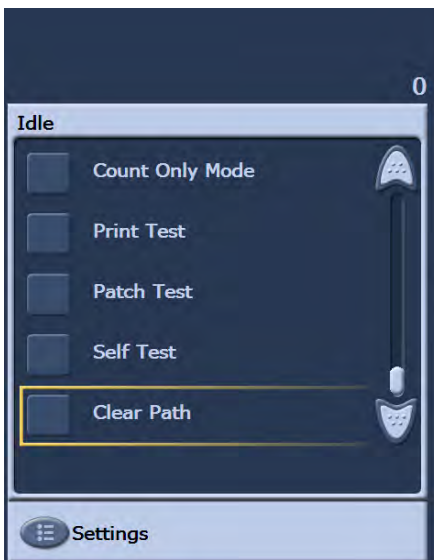 0
Idle
Count Only Mode
Print Test
Patch Test
Self Test
Clear Path
Settings